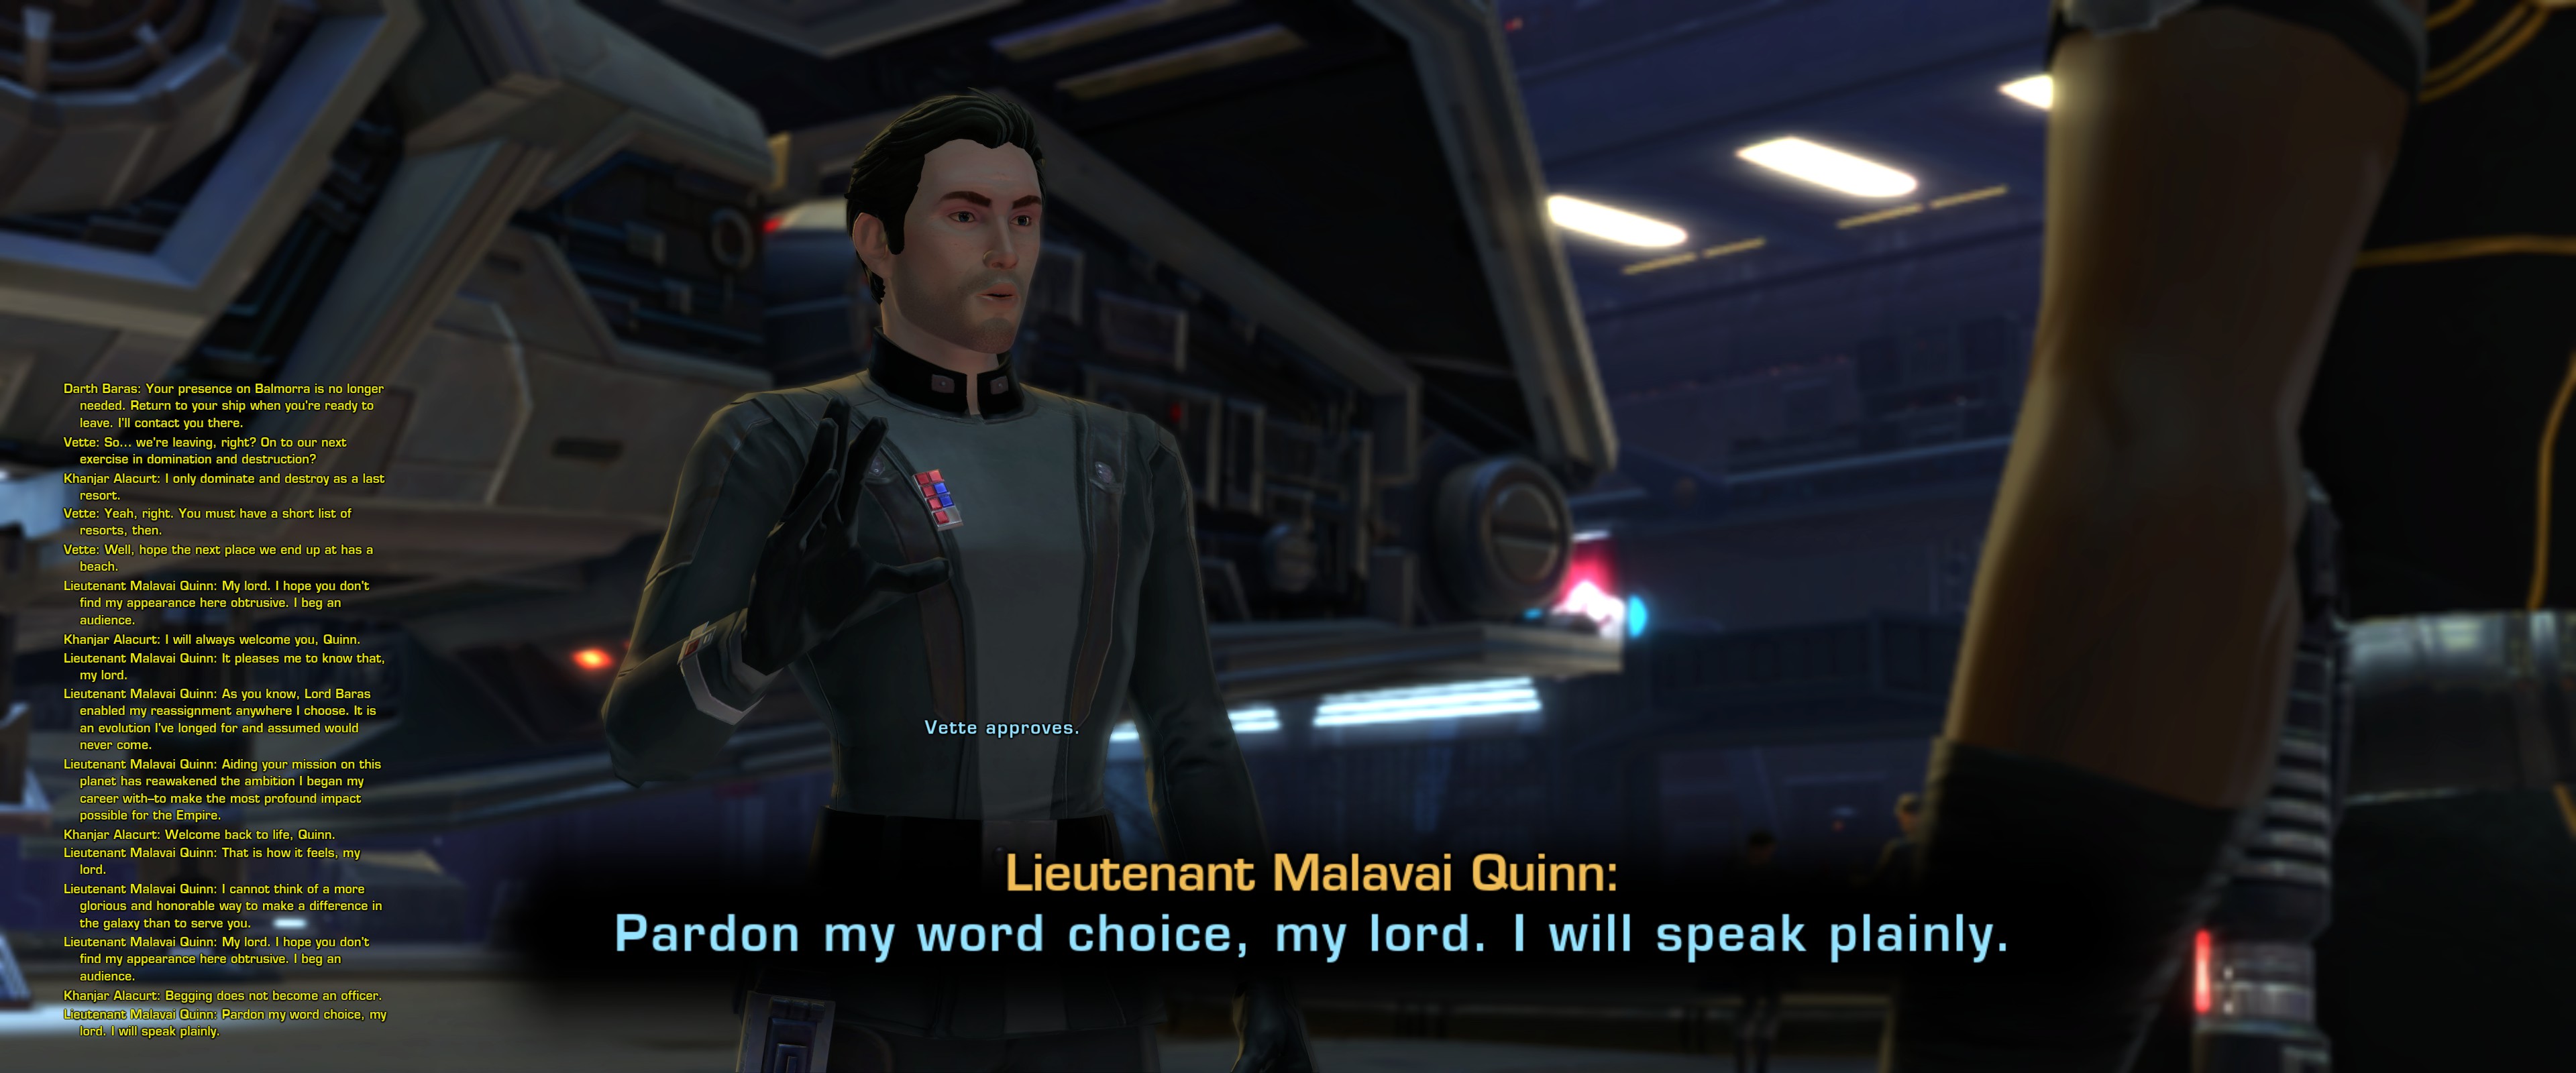 Darth Baras: Your presence on Balmorra is no longer
needed. Return to your ship when you're ready to
leave. I'll contact you there.
Vette: So... we're leaving, right? On to our next
exercise in domination and destruction?
Khanjar Alacurt: I only dominate and destroy as a last
resort.
Vette: Yeah, right. You must have a short list of
resorts, then.
Vette: Well, hope the next place we end up at has a
beach.
Lieutenant Malavai Quinn: My lord. I hope you don't
find my appearance here obtrusive. I beg an
audience.
Khanjar Alacurt: I will always welcome you, Quinn.
Lieutenant Malavai Quinn: It pleases me to know that,
my lord.
Lieutenant Malavai Quinn: As you know, Lord Baras
enabled my reassignment anywhere I choose. It is
an evolution I've longed for and assumed would
never come.
Lieutenant Malavai Quinn: Aiding your mission on this
planet has reawakened the ambition I began my
career with–to make the most profound impact
possible for the Empire.
Khanjar Alacurt: Welcome back to life, Quinn.
Lieutenant Malavai Quinn: That is how it feels, my
lord.
Lieutenant Malavai Quinn: I cannot think of a more
glorious and honorable way to make a difference in
the galaxy than to serve you.
Lieutenant Malavai Quinn: My lord. I hope you don't
find my appearance here obtrusive. I beg an
audience.
Khanjar Alacurt: Begging does not become an officer.
Lieutenant Malavai Quinn: Pardon my word choice, my
lord. I will speak plainly.
Vette approves.
Lieutenant Malavai Quinn:
Pardon my word choice, my lord. I will speak plainly.